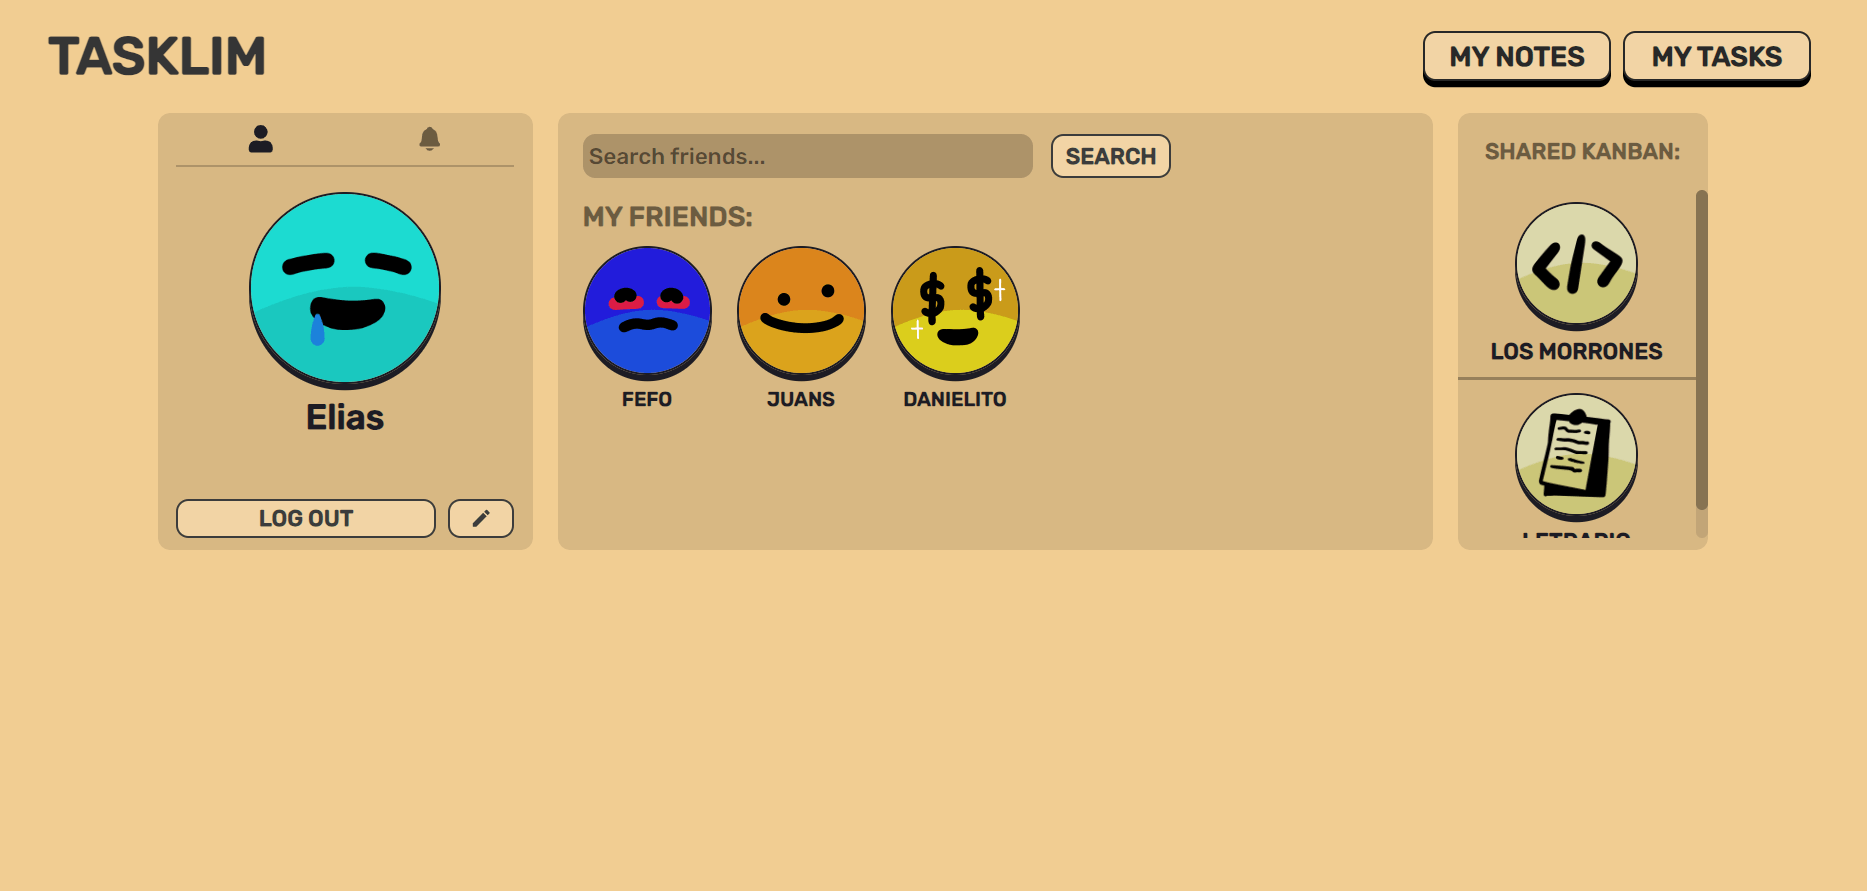 TASKLIM
MY NOTES
MY TASKS
Elias
LOG OUT
Search friends...
SEARCH
MY FRIENDS:
FEFO
JUANS
DANIELITO
SHARED KANBAN:
LOS MORRONES